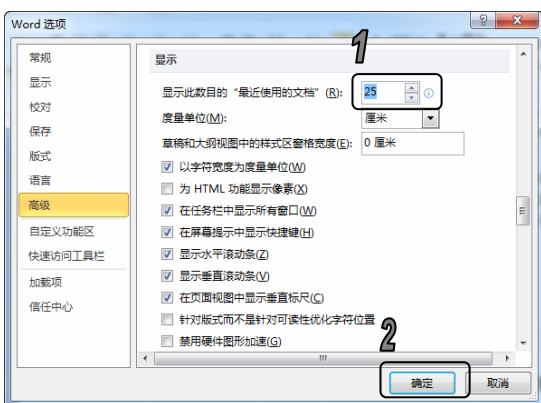 Word 选项
常规
显示
校对
保存
版式
语言
高级
自定义功能区
快速访问工具栏
加载项
信任中心
显示
显示此数目的“最近使用的文档”(R): 25
度量单位(M): 厘米
草稿和大纲视图中的样式区窗格宽度(E): 0 厘米
以字符宽度为度量单位(W)
为 HTML 功能显示像素(X)
在任务栏中显示所有窗口(W)
在屏幕提示中显示快捷键(H)
显示水平滚动条(Z)
显示垂直滚动条(V)
在页面视图中显示垂直标尺(C)
针对版式而不是针对可读性优化字符位置
禁用硬件图形加速(G)
确定 取消
1
2